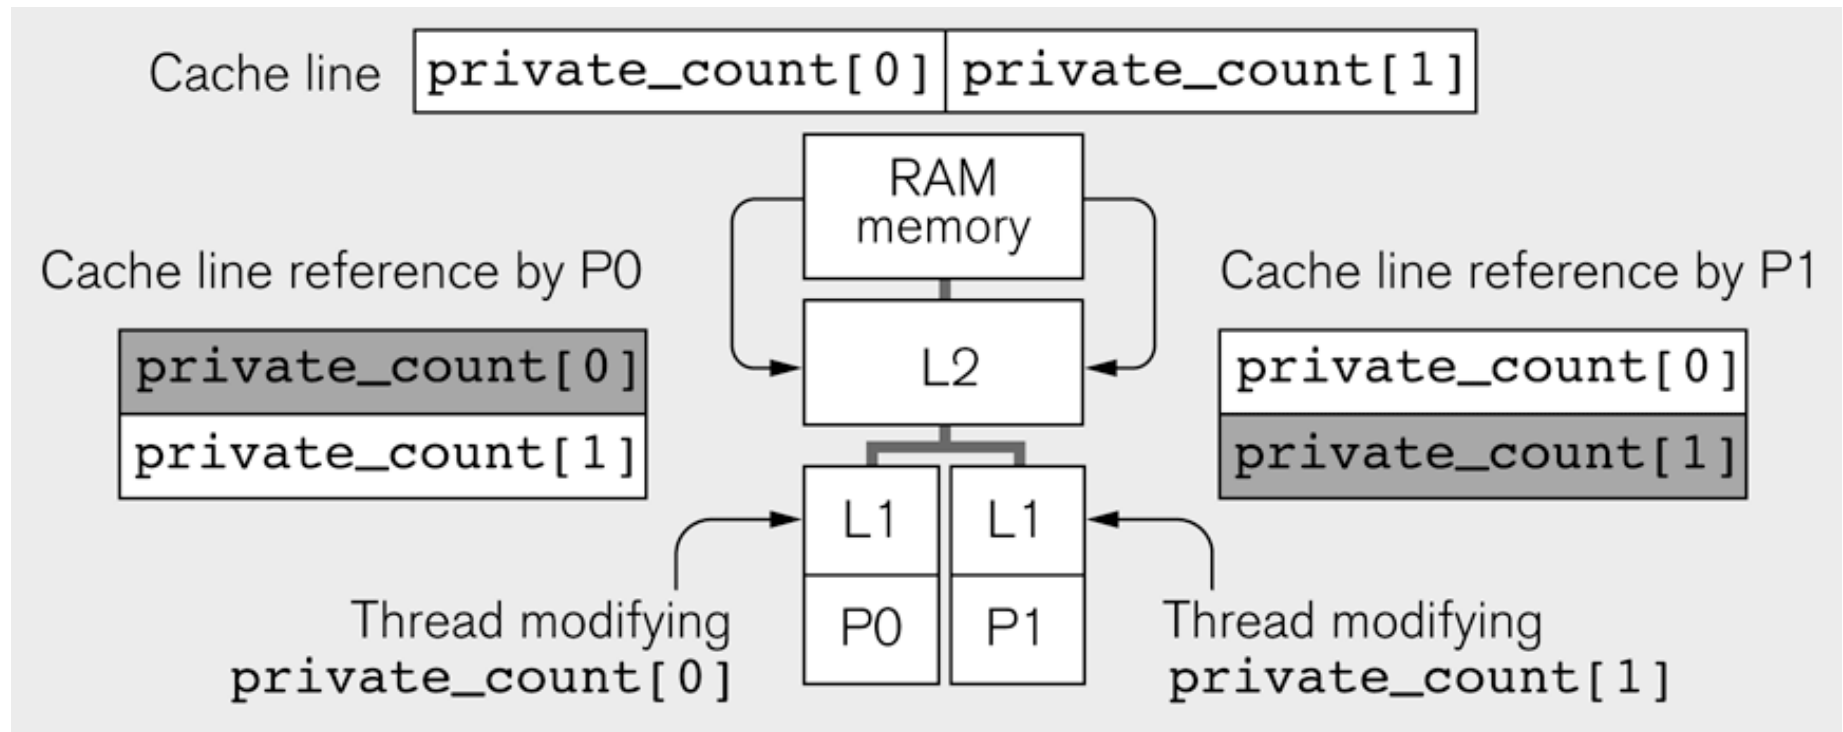 Cache line
private_count[0]
private_count[1]
RAM
memory
Cache line reference by P0
private_count[0]
private_count[1]
L2
Cache line reference by P1
private_count[0]
private_count[1]
L1
L1
P0
P1
Thread modifying
private_count[0]
Thread modifying
private_count[1]